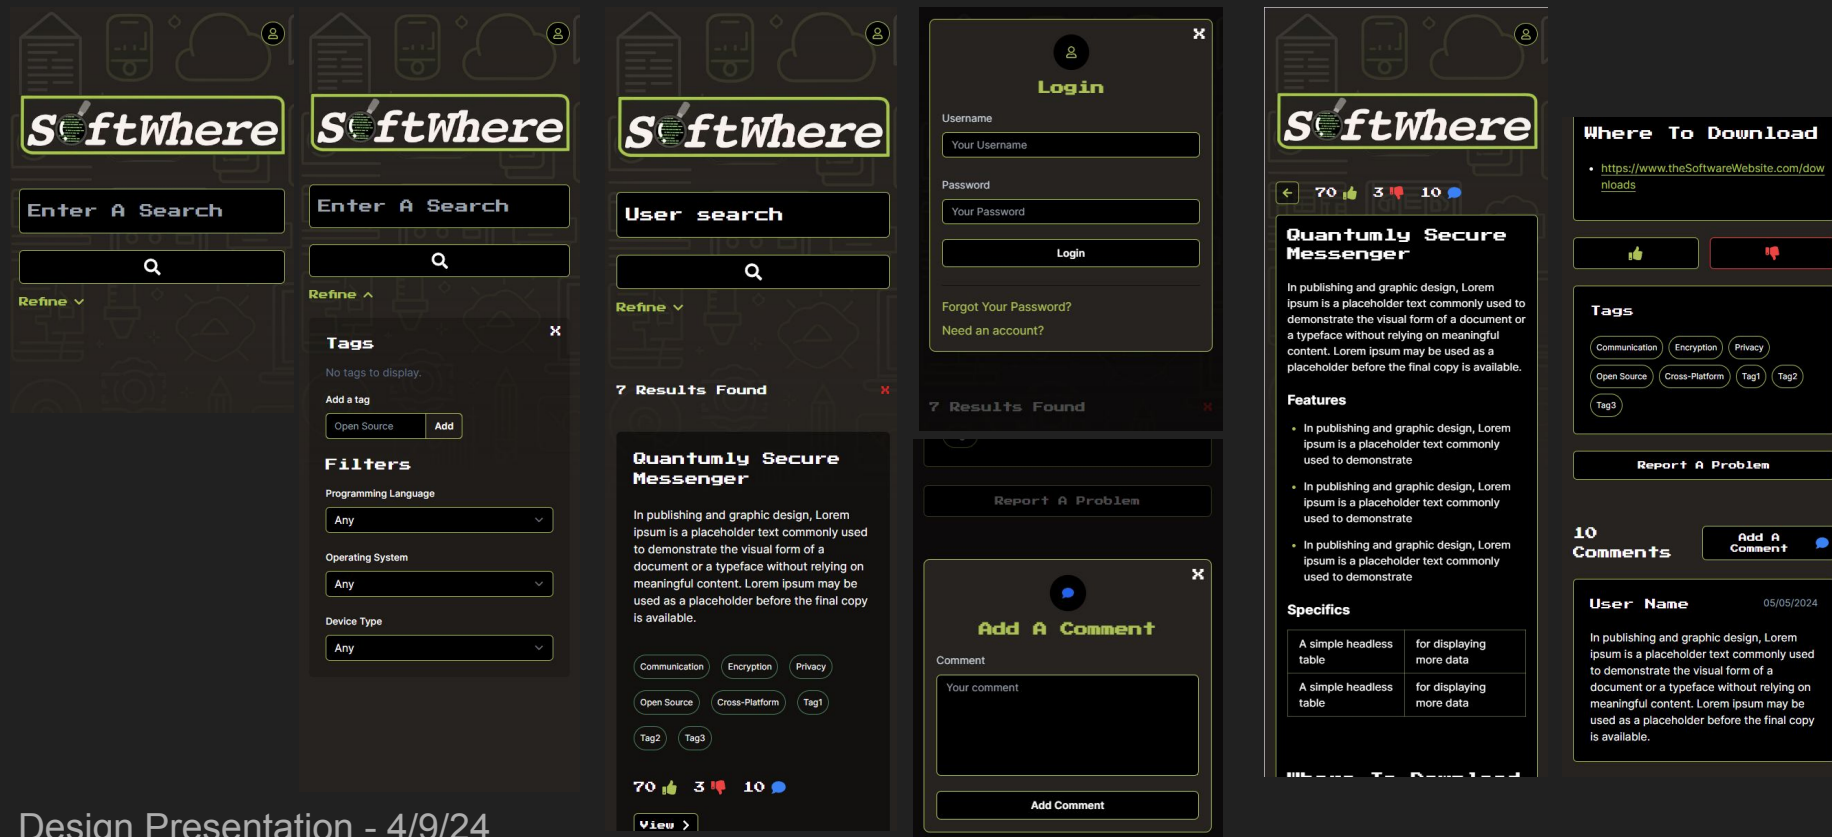 SoftWhere
Enter A Search
Refine
SoftWhere
Enter A Search
Refine
X
Tags
No tags to display.
Add a tag
Open Source
Add
Filters
Programming Language
Any
Operating System
Any
Device Type
Any
SoftWhere
User search
Refine
7 Results Found
X
Quantumly Secure
Messenger
In publishing and graphic design, Lorem
ipsum is a placeholder text commonly used
to demonstrate the visual form of a
document or a typeface without relying on
meaningful content. Lorem ipsum may be
used as a placeholder before the final copy
is available.
Communication Encryption Privacy
Open Source Cross-Platform Tag1
Tag2 Tag3
70 3 10
View >
X
Login
Username
Your Username
Password
Your Password
Login
Forgot Your Password?
Need an account?
7 Results Found
X
Report A Problem
X
Add A Comment
Comment
Your comment
Add Comment
SoftWhere
70 3 10
Quantumly Secure
Messenger
In publishing and graphic design, Lorem
ipsum is a placeholder text commonly used to
demonstrate the visual form of a document or
a typeface without relying on meaningful
content. Lorem ipsum may be used as a
placeholder before the final copy is available.
Features
• In publishing and graphic design, Lorem
ipsum is a placeholder text commonly
used to demonstrate
• In publishing and graphic design, Lorem
ipsum is a placeholder text commonly
used to demonstrate
• In publishing and graphic design, Lorem
ipsum is a placeholder text commonly
used to demonstrate
Specifics
A simple headless for displaying
table more data
A simple headless for displaying
table more data
Where To Download
Where To Download
• https://www.theSoftwareWebsite.com/dow
nloads
Tags
Communication Encryption Privacy
Open Source Cross-Platform Tag1 Tag2
Tag3
Report A Problem
10
Comments
Add A
Comment
User Name 05/05/2024
In publishing and graphic design, Lorem
ipsum is a placeholder text commonly used
to demonstrate the visual form of a
document or a typeface without relying on
meaningful content. Lorem ipsum may be
used as a placeholder before the final copy
is available.
Design Presentation - 4/9/24